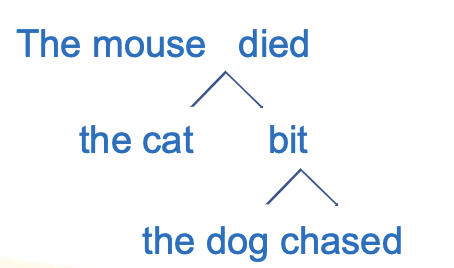 The mouse died
the cat bit
the dog chased